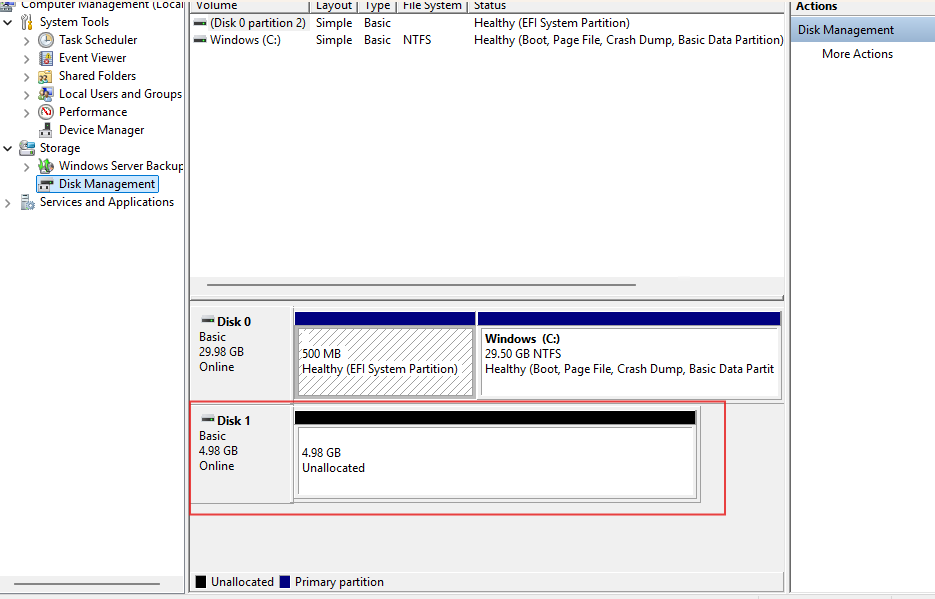 Computer Management (Local
System Tools
Task Scheduler
Event Viewer
Shared Folders
Local Users and Groups
Performance
Device Manager
Storage
Windows Server Backup
Disk Management
Services and Applications
Volume Layout Type File System Status
(Disk 0 partition 2) Simple Basic Healthy (EFI System Partition)
Windows (C:) Simple Basic NTFS Healthy (Boot, Page File, Crash Dump, Basic Data Partition)
Disk 0
Basic
29.98 GB
Online
500 MB
Healthy (EFI System Partition)
Windows (C:)
29.50 GB NTFS
Healthy (Boot, Page File, Crash Dump, Basic Data Partit
Disk 1
Basic
4.98 GB
Online
4.98 GB
Unallocated
Unallocated Primary partition
Actions
Disk Management
More Actions